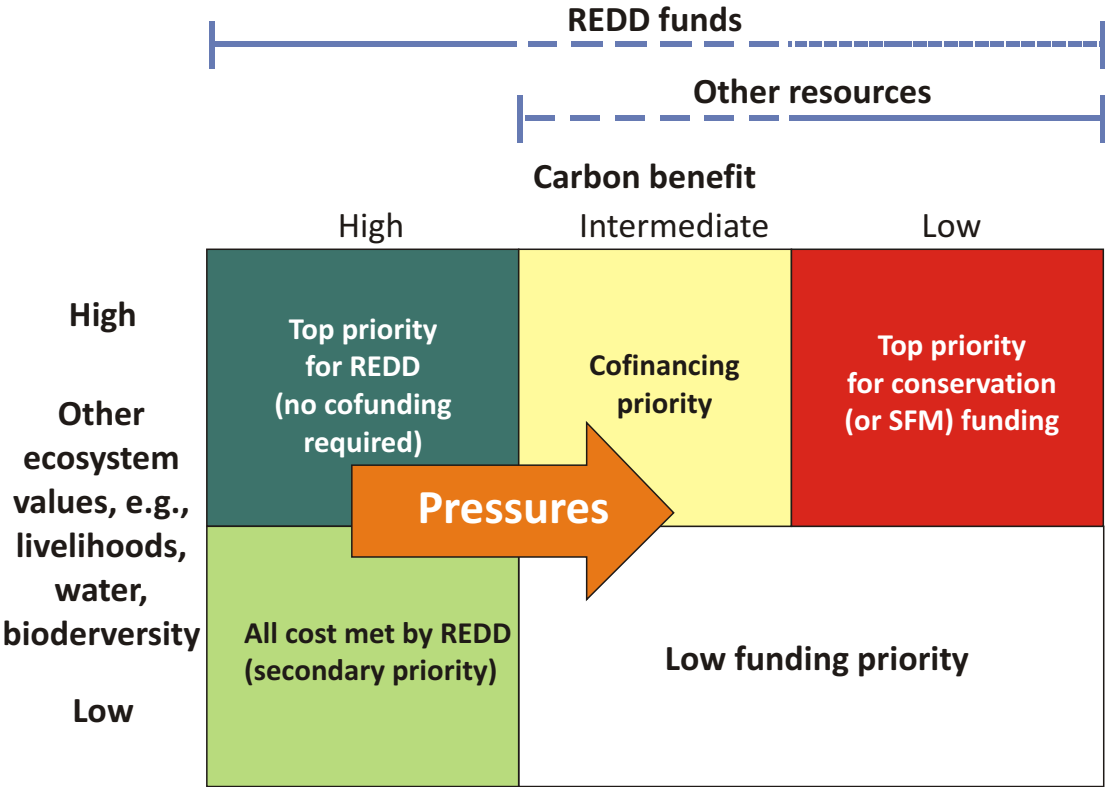 REDD funds
Other resources
Carbon benefit
High
Intermediate
Low
High
Other
ecosystem
values, e.g.,
livelihoods,
water,
bioderversity
Low
Top priority
for REDD
(no cofunding
required)
Cofinancing
priority
Top priority
for conservation
(or SFM) funding
Pressures
All cost met by REDD
(secondary priority)
Low funding priority